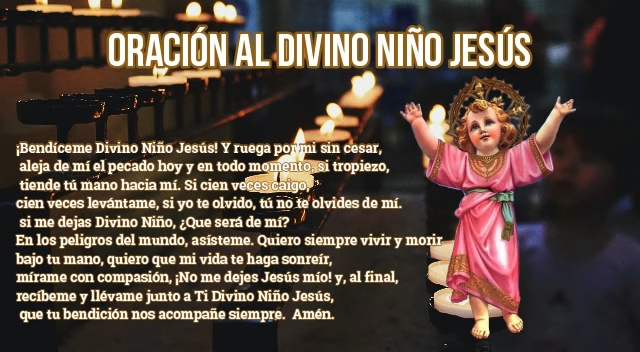 ORACIÓN AL DIVINO NIÑO JESÚS
¡Bendíceme Divino Niño Jesús! Y ruega por mi sin cesar,
aleja de mí el pecado hoy y en todo momento, si tropiezo,
tiende tú mano hacia mí. Si cien veces caigo,
cien veces levántame, si yo te olvido, tú no te olvides de mí.
si me dejas Divino Niño, ¿Que será de mí?
En los peligros del mundo, asísteme. Quiero siempre vivir y morir
bajo tu mano, quiero que mi vida te haga sonreír,
mírame con compasión, ¡No me dejes Jesús mío! y, al final,
recíbeme y llévame junto a Ti Divino Niño Jesús,
que tu bendición nos acompañe siempre. Amén.